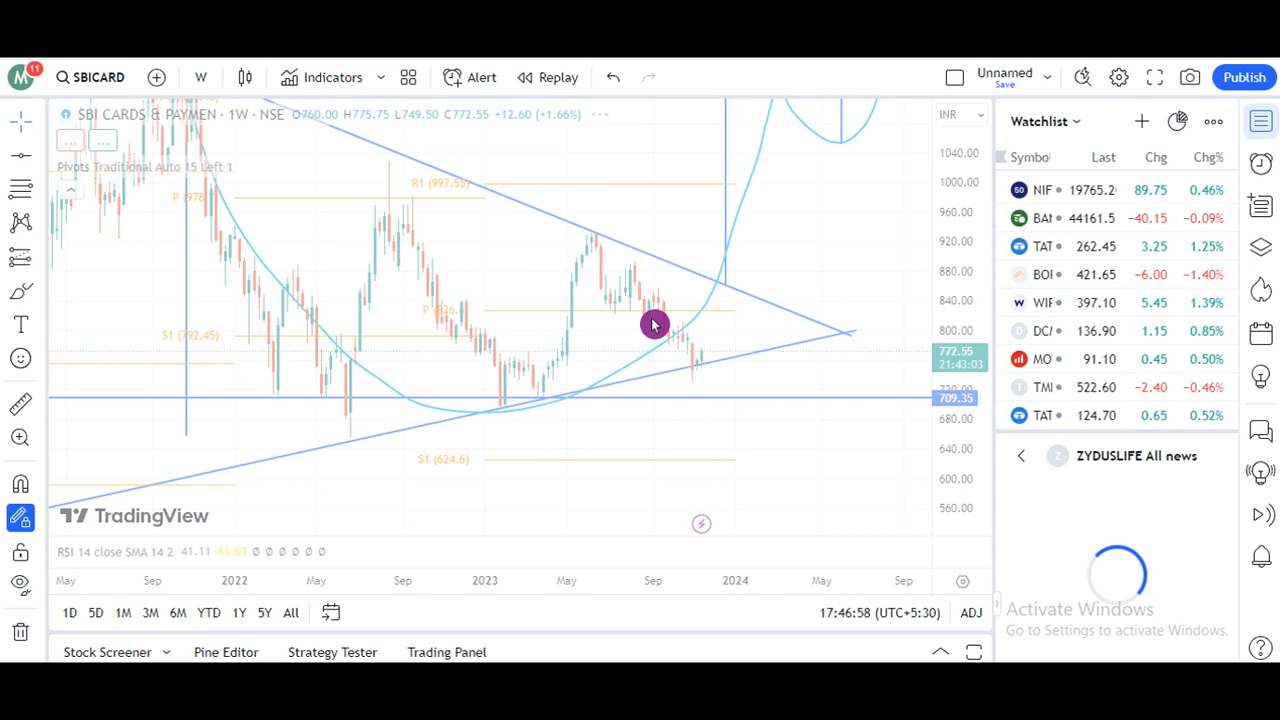 M 11 SBICARD W Indicators Alert Replay Unnamed Save Publish
SBI CARDS & PAYMEN · 1W · NSE O760.00 H775.75 L749.50 C772.55 +12.60 (+1.66%) ...
... ...
Pivots Traditional Auto 15 Left 1
R1 (997.55)
P (978
S1 (792.45)
S1 (624.6)
INR
1040.00
1000.00
960.00
920.00
880.00
840.00
800.00
772.55
21:43:03
709.35
680.00
640.00
600.00
560.00
TradingView
RSI 14 close SMA 14 2 41.11 43.63 Ø Ø Ø Ø Ø Ø
May Sep 2022 May Sep 2023 May Sep 2024 May Sep
1D 5D 1M 3M 6M YTD 1Y 5Y All 17:46:58 (UTC+5:30) ADJ
Stock Screener Pine Editor Strategy Tester Trading Panel
Watchlist
Symbol Last Chg Chg%
50 NIF 19765.2 89.75 0.46%
BAN 44161.5 −40.15 −0.09%
TAT 262.45 3.25 1.25%
BOI 421.65 −6.00 −1.40%
W WIF 397.10 5.45 1.39%
D DCA 136.90 1.15 0.85%
MO 91.10 0.45 0.50%
T TMI 522.60 −2.40 −0.46%
TAT 124.70 0.65 0.52%
Z ZYDUSLIFE All news
Activate Windows
Go to Settings to activate Windows.